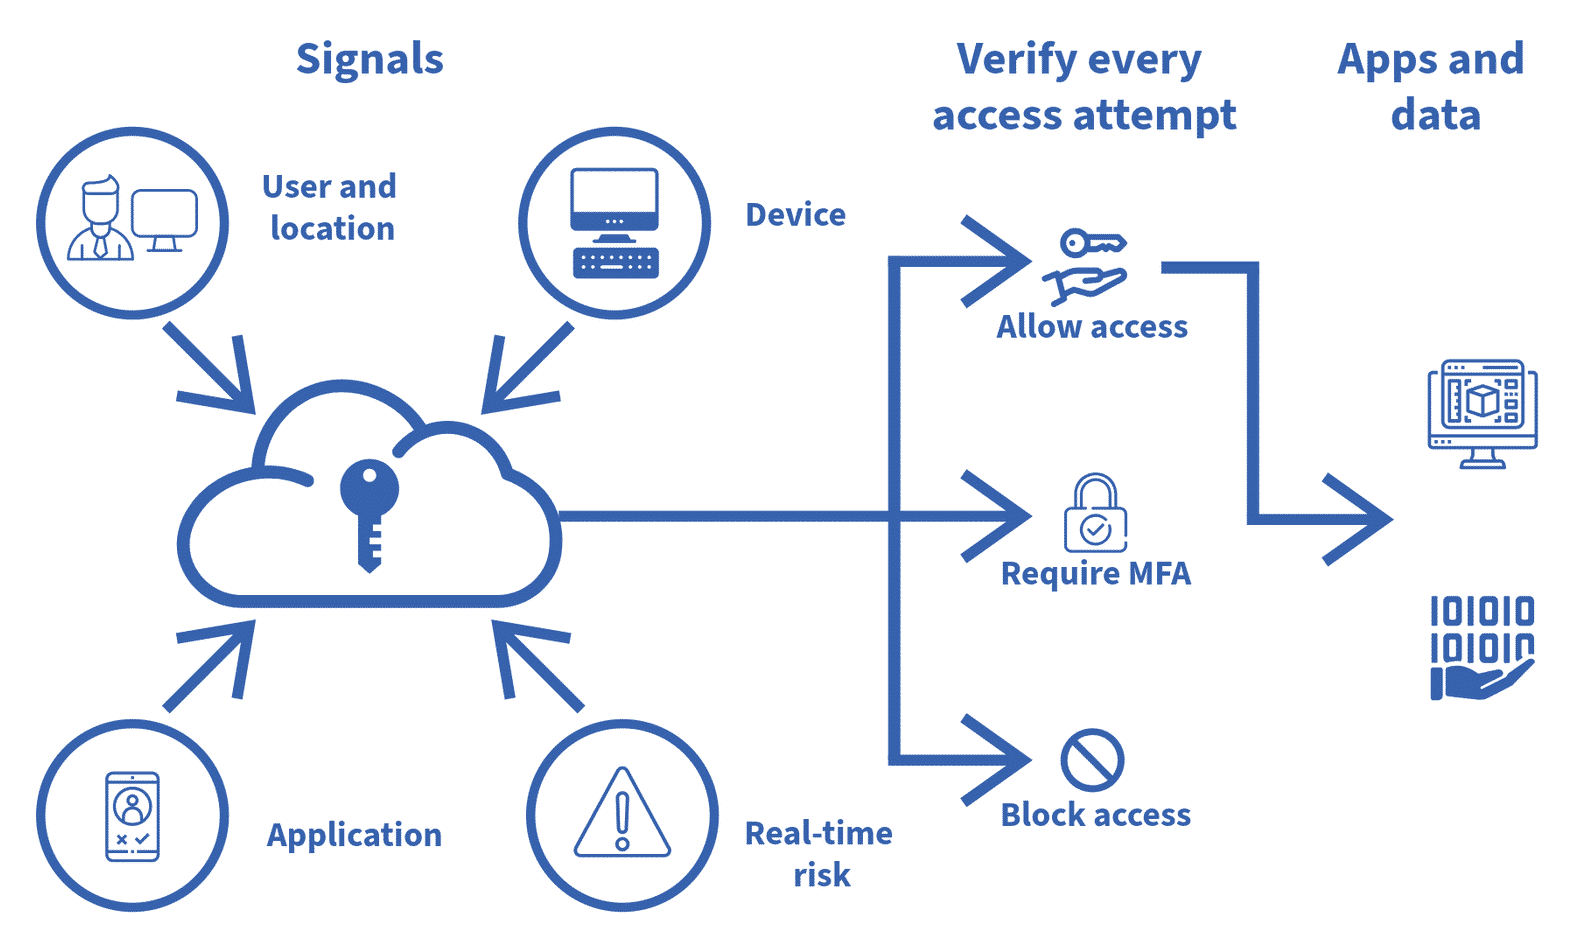 Signals
Verify every
access attempt
Apps and
data
User and
location
Device
Allow access
Require MFA
101010
101010
Application
Real-time
risk
Block access